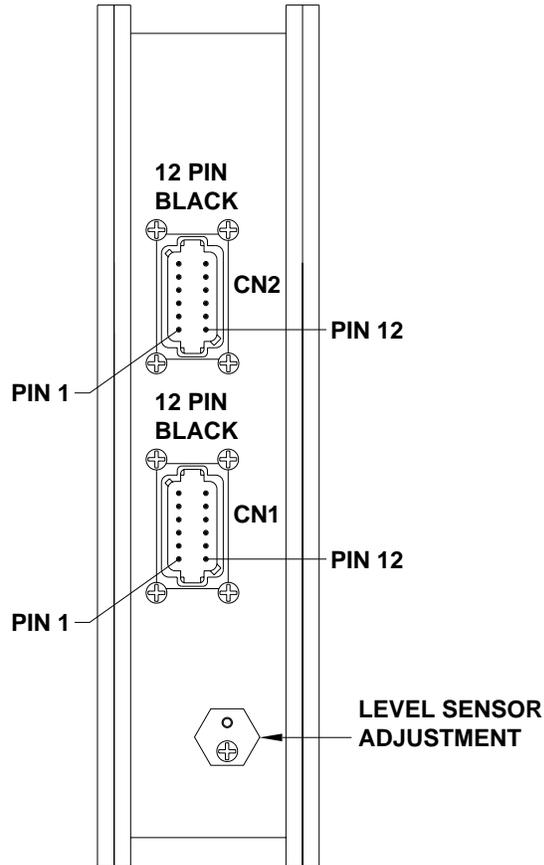 12 PIN
BLACK
CN2
PIN 12
PIN 1
12 PIN
BLACK
CN1
PIN 12
PIN 1
LEVEL SENSOR
ADJUSTMENT